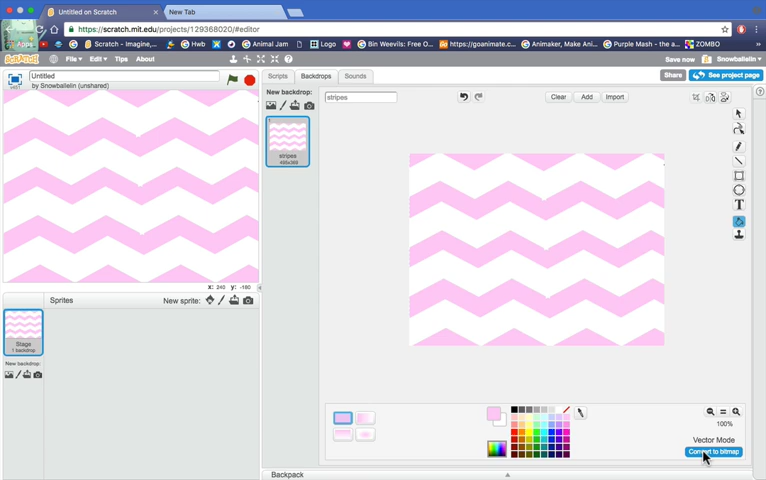 Untitled on Scratch
New Tab
https://scratch.mit.edu/projects/129368020/#editor
Apps
Scratch - Imagine,...
Hwb
X
Animal Jam
Logo
Bin Weevils: Free O...
https://goanimate.c...
Animaker, Make Ani...
Purple Mash - the a...
ZOMBO
SCRATCH
File
Edit
Tips
About
Save now
Snowballelin
Untitled
by Snowballelin (unshared)
Scripts
Backdrops
Sounds
Share
See project page
New backdrop:
stripes
Clear
Add
Import
1
stripes
x: 240 y: -180
Sprites
New sprite:
Stage
1 backdrop
New backdrop:
T
100%
Vector Mode
Convert to bitmap
Backpack